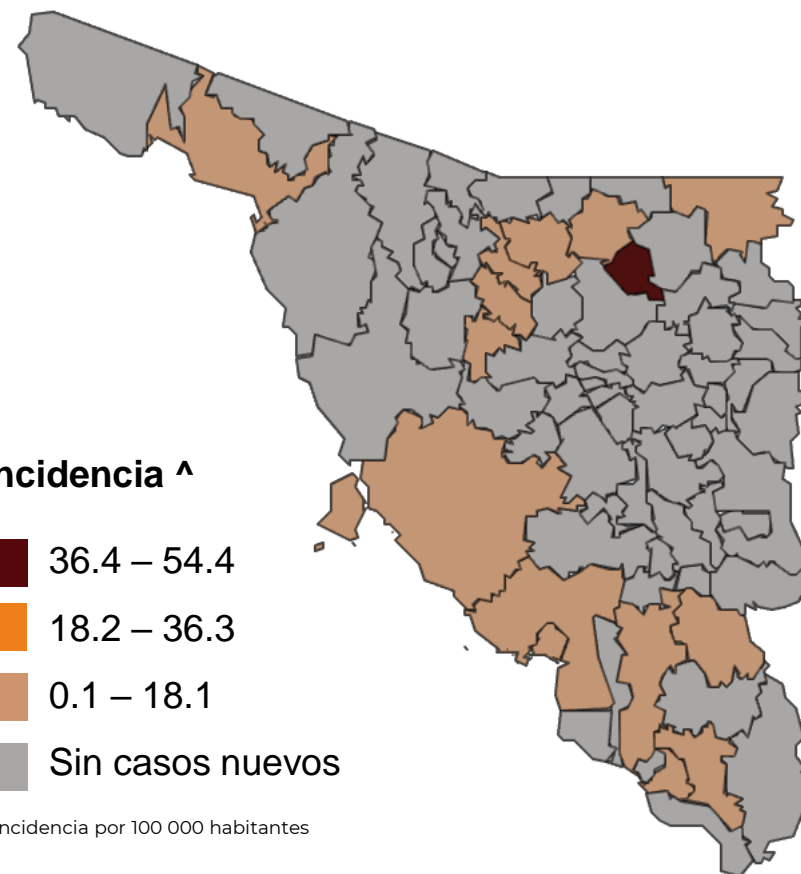 ncidencia ^
36.4 – 54.4
18.2 – 36.3
0.1 – 18.1
Sin casos nuevos
ncidencia por 100 000 habitantes